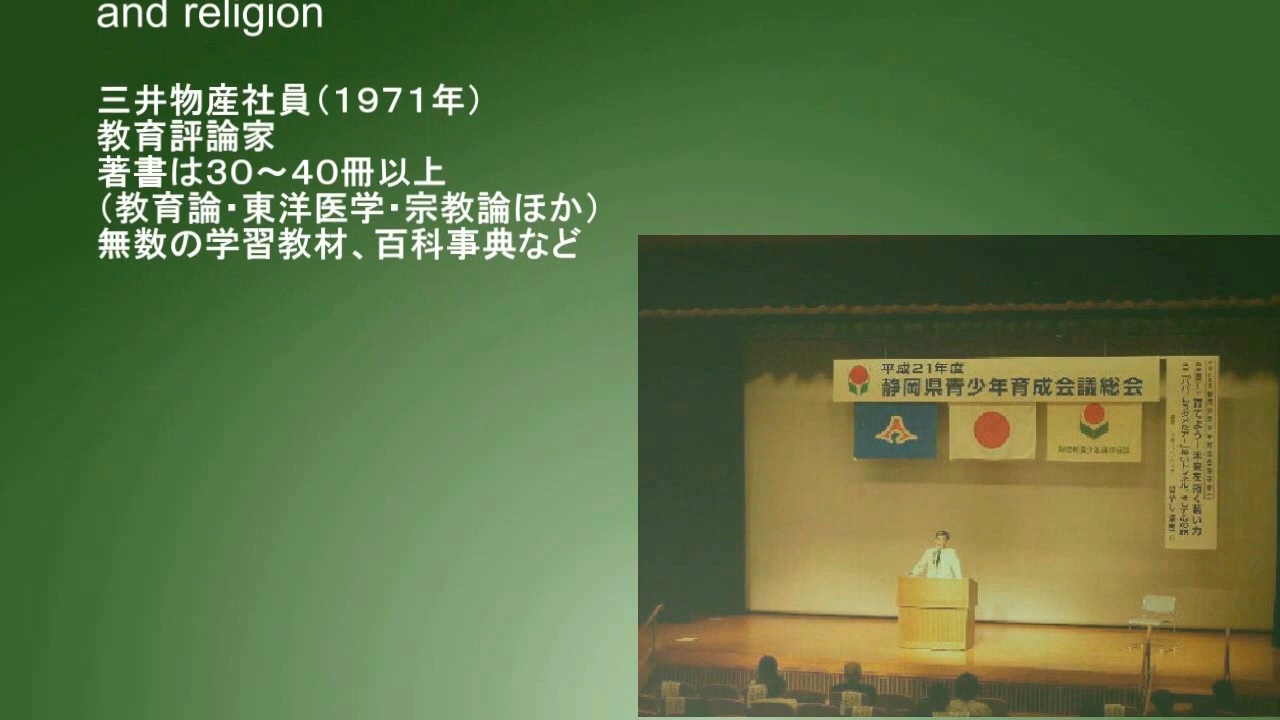 and religion
三井物産社員（１９７１年）
教育評論家
著書は３０～４０冊以上
（教育論・東洋医学・宗教論ほか）
無数の学習教材、百科事典など
平成21年度
静岡県青少年育成会議総会